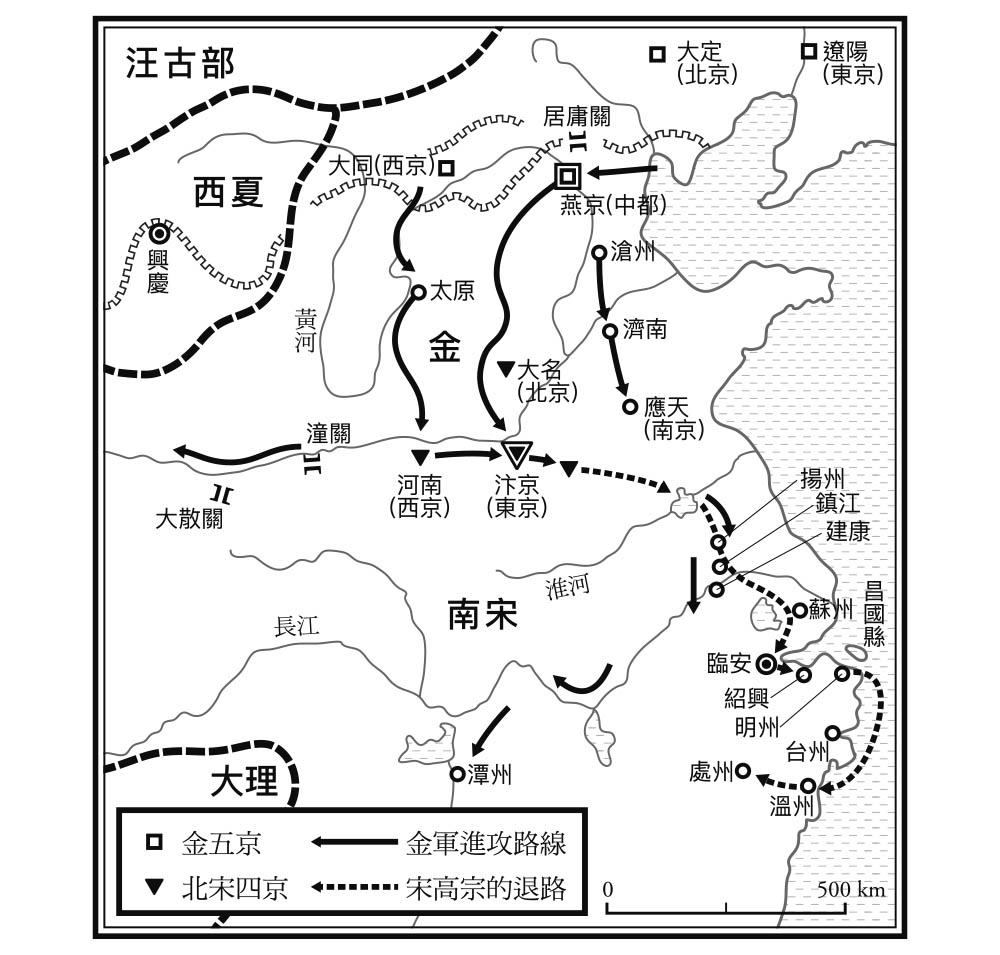 汪古部
大定
(北京)
遼陽
(東京)
居庸關
大同(西京)
西夏
燕京(中都)
興慶
滄州
太原
黃河
金
濟南
大名
(北京)
應天
(南京)
潼關
河南
(西京)
汴京
(東京)
大散關
揚州
鎮江
建康
淮河
南宋
長江
蘇州
昌國縣
臨安
紹興
明州
台州
處州
溫州
潭州
大理
金五京
金軍進攻路線
北宋四京
宋高宗的退路
0
500 km